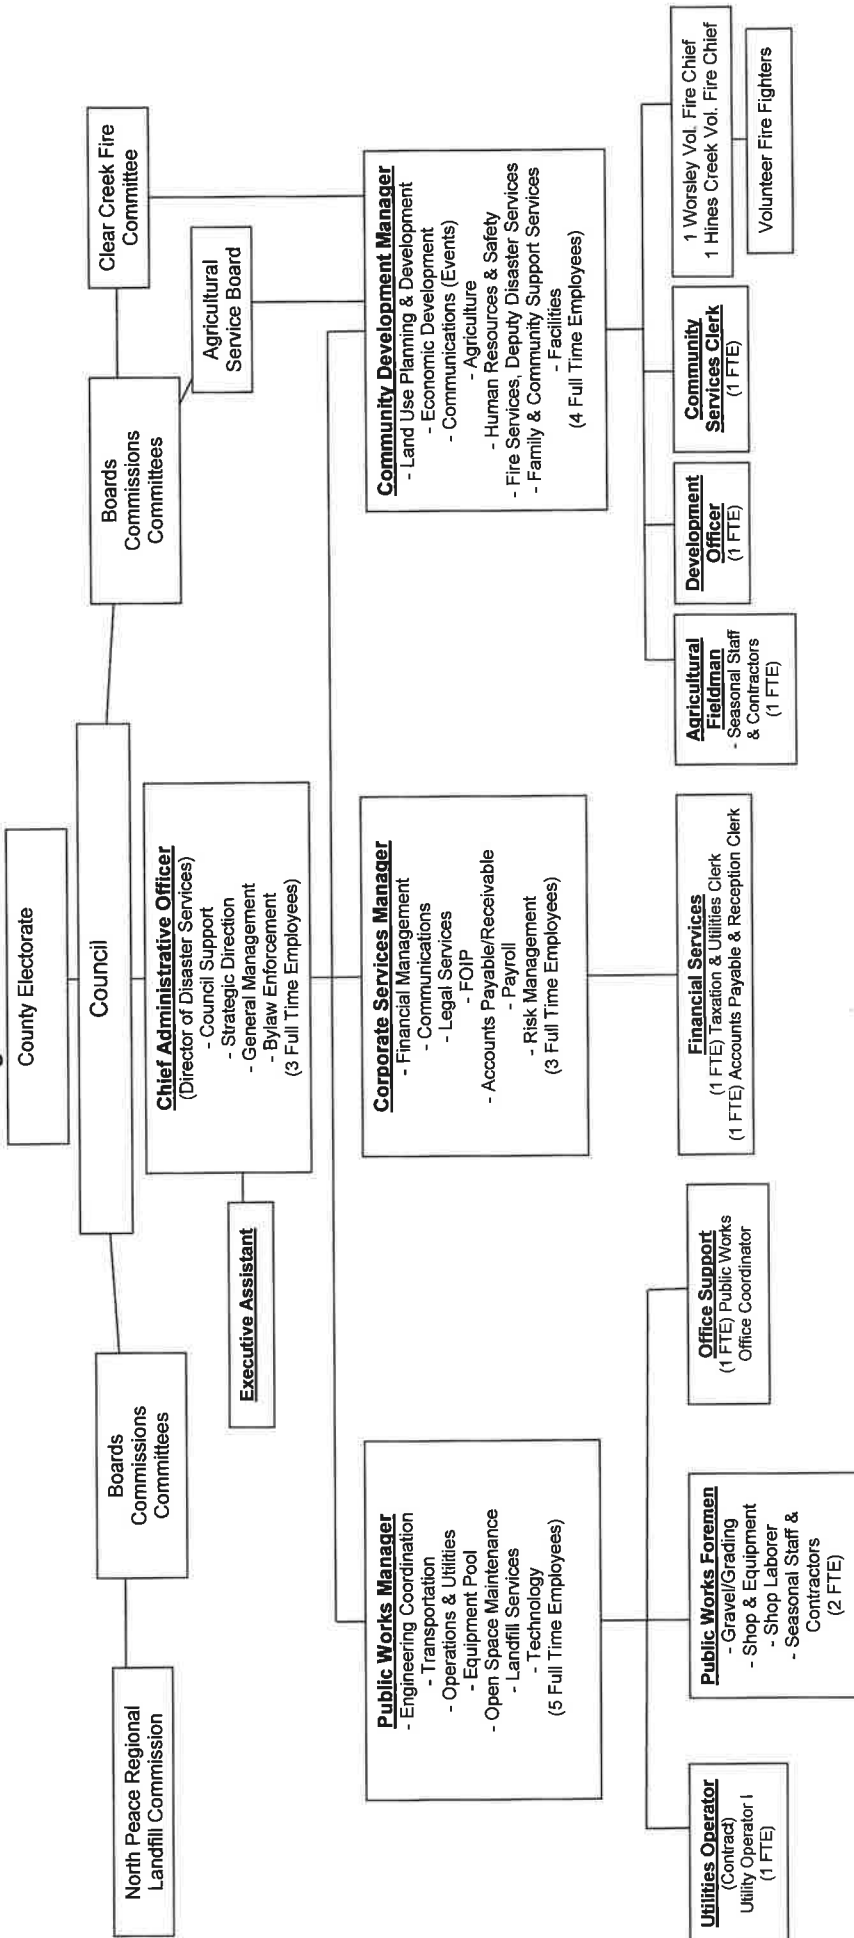 County Electorate
Council
Boards
Commissions
Committees
North Peace Regional
Landfill Commission
Boards
Commissions
Committees
Clear Creek Fire
Committee
Agricultural
Service Board
Chief Administrative Officer
(Director of Disaster Services)
- Council Support
- Strategic Direction
- General Management
- Bylaw Enforcement
(3 Full Time Employees)
Executive Assistant
Public Works Manager
- Engineering Coordination
- Transportation
- Operations & Utilities
- Equipment Pool
- Open Space Maintenance
- Landfill Services
- Technology
(5 Full Time Employees)
Corporate Services Manager
- Financial Management
- Communications
- Legal Services
- FOIP
- Accounts Payable/Receivable
- Payroll
- Risk Management
(3 Full Time Employees)
Community Development Manager
- Land Use Planning & Development
- Economic Development
- Communications (Events)
- Agriculture
- Human Resources & Safety
- Fire Services, Deputy Disaster Services
- Family & Community Support Services
- Facilities
(4 Full Time Employees)
Utilities Operator
(Contract)
Utility Operator I
(1 FTE)
Public Works Foremen
- Gravel/Grading
- Shop & Equipment
- Shop Laborer
- Seasonal Staff &
Contractors
(2 FTE)
Office Support
(1 FTE) Public Works
Office Coordinator
Financial Services
(1 FTE) Taxation & Utilities Clerk
(1 FTE) Accounts Payable & Reception Clerk
Agricultural
Fieldman
- Seasonal Staff
& Contractors
(1 FTE)
Development
Officer
(1 FTE)
Community
Services Clerk
(1 FTE)
1 Worsley Vol. Fire Chief
1 Hines Creek Vol. Fire Chief
Volunteer Fire Fighters